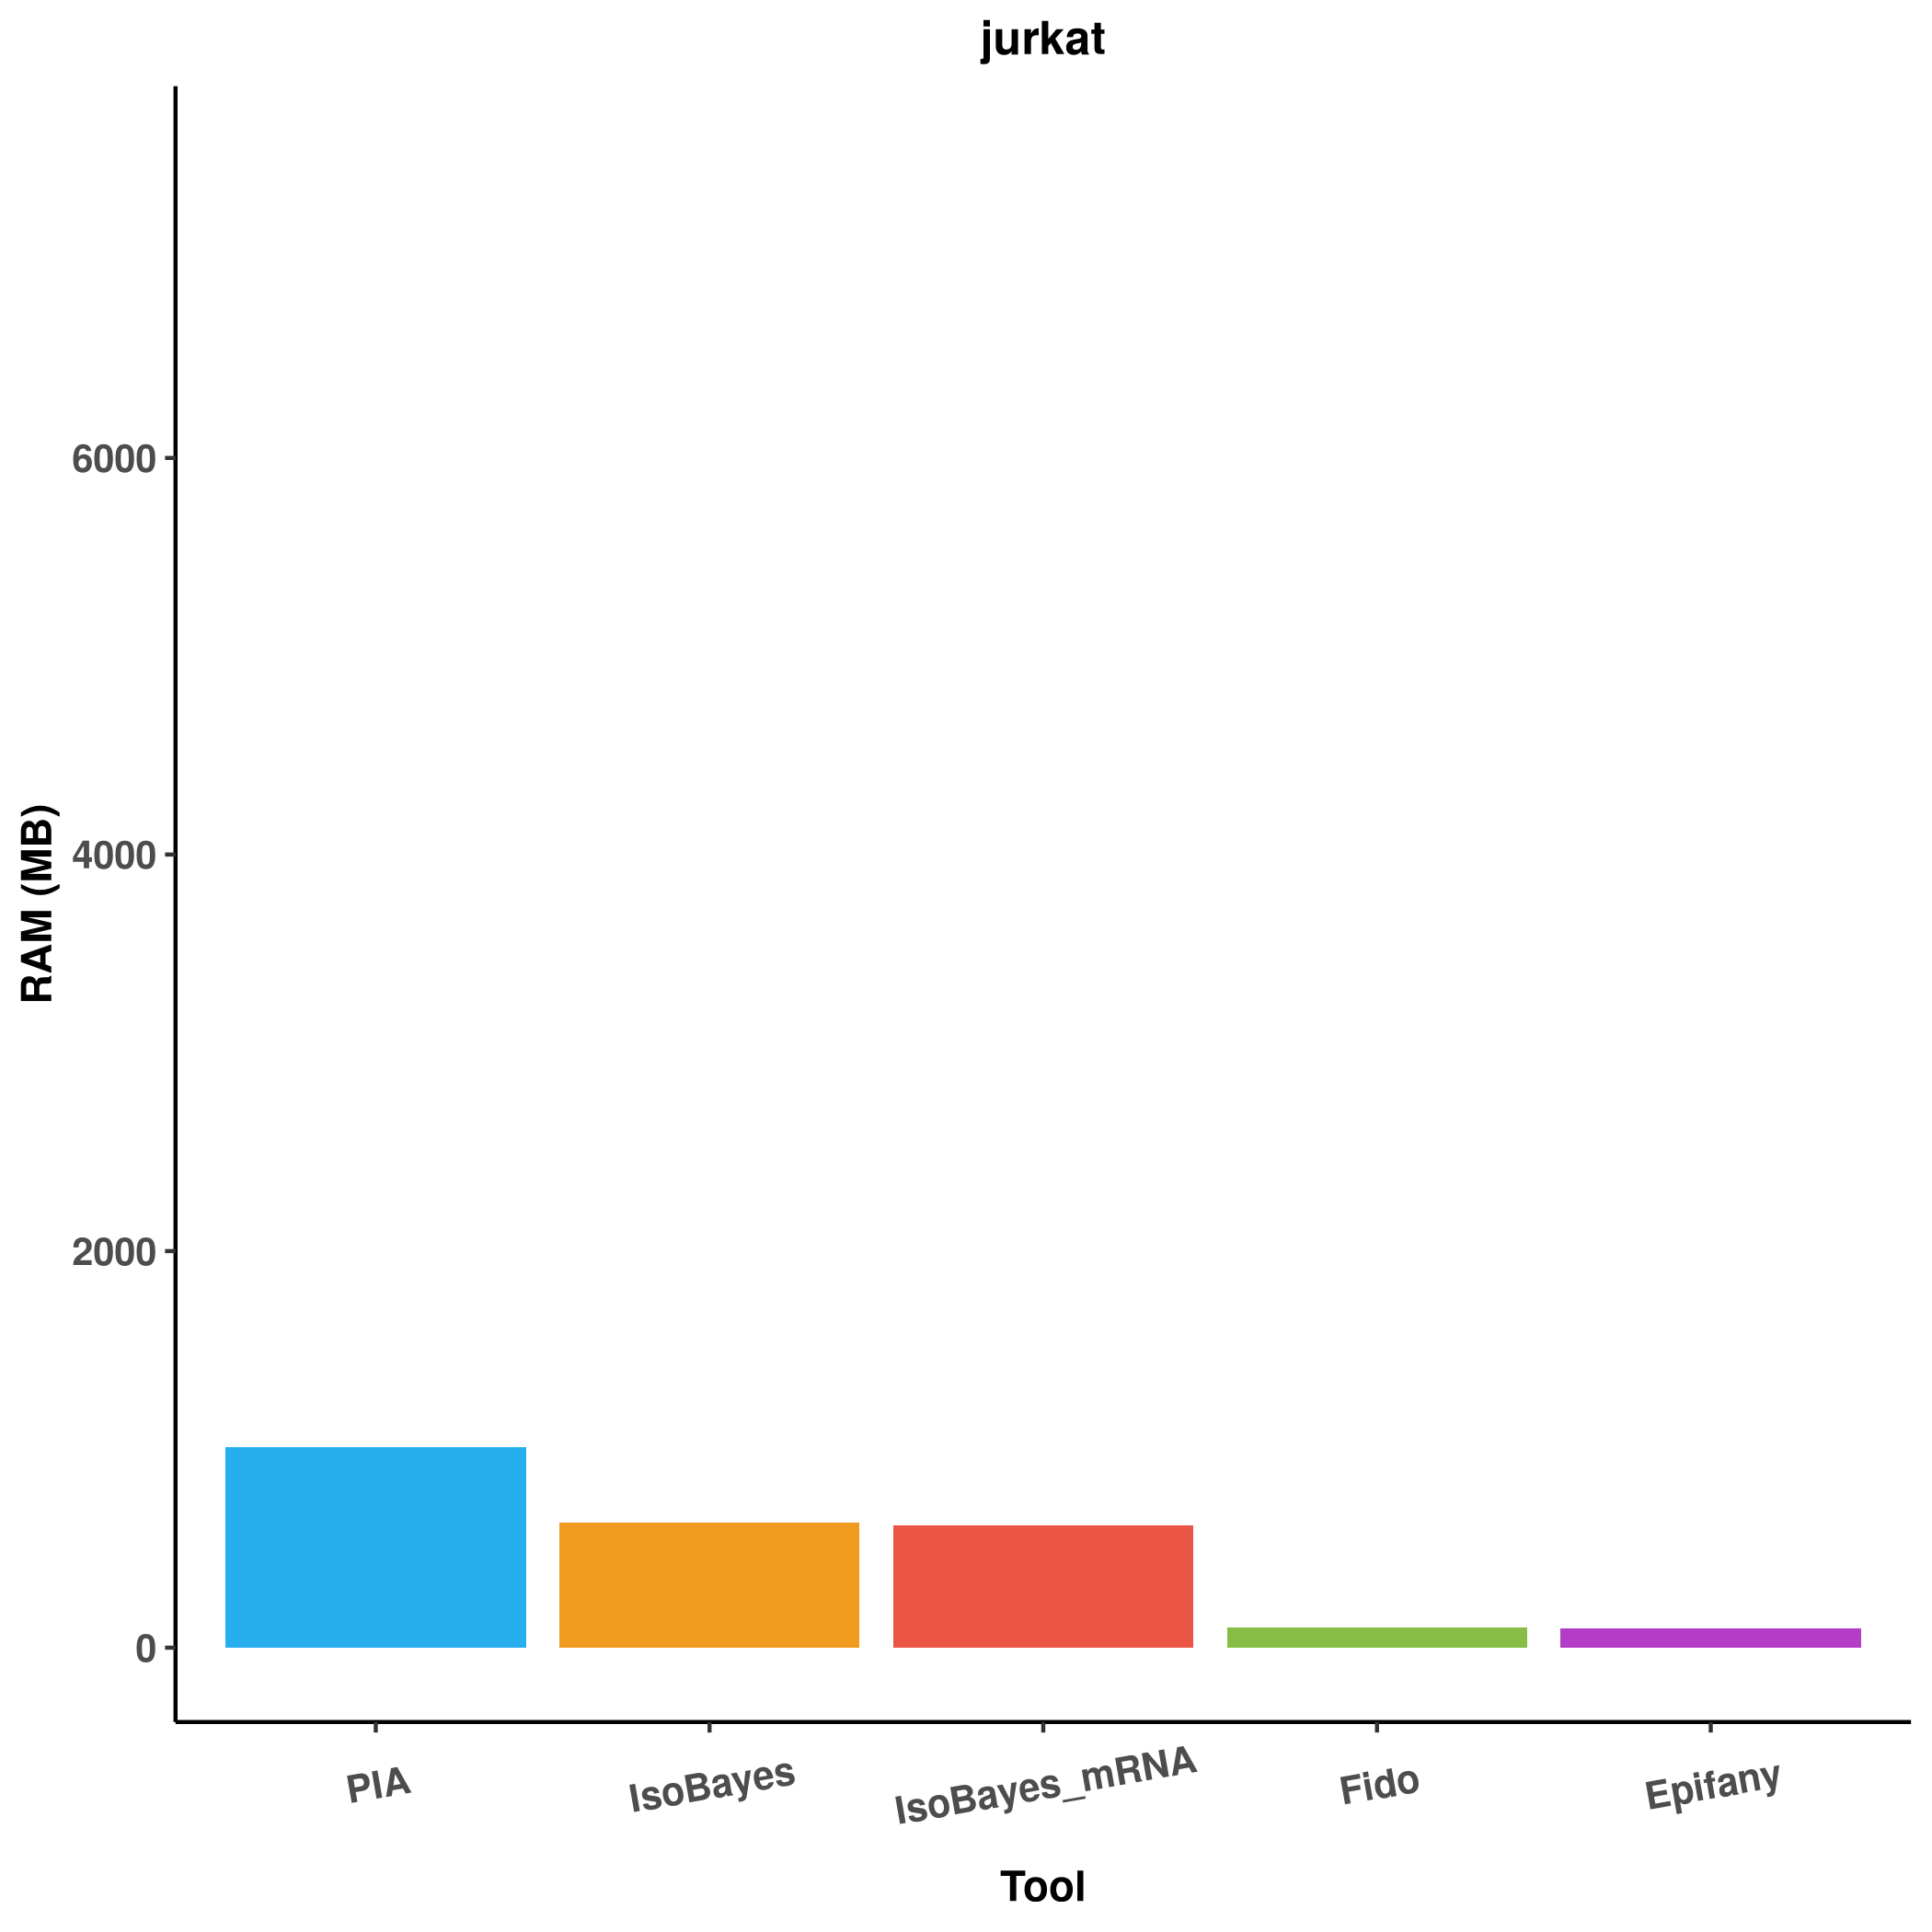 jurkat
RAM (MB)
6000
4000
2000
0
PIA
IsoBayes
IsoBayes_mRNA
Fido
Epifany
Tool